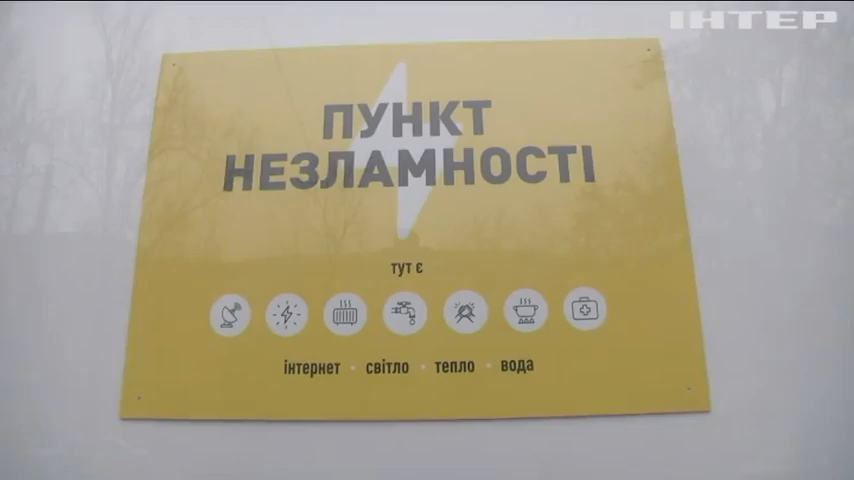 ІНТЕР
ПУНКТ
НЕЗЛАМНОСТІ
тут є
інтернет • світло • тепло • вода